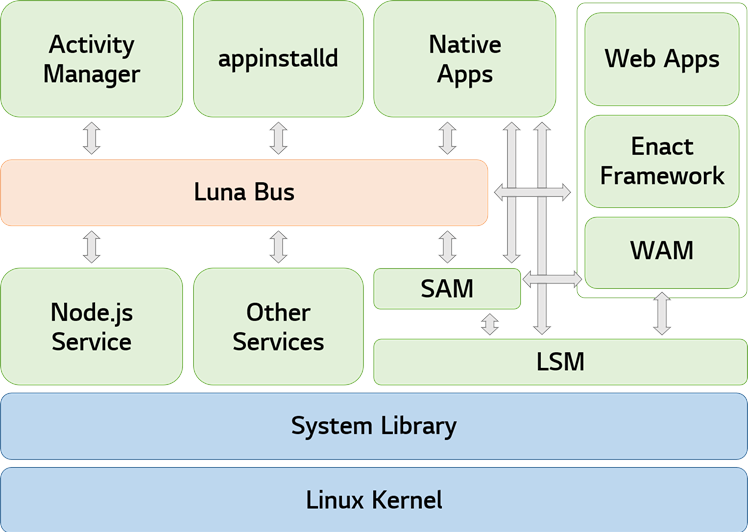 Activity
Manager
appinstalld
Native
Apps
Web Apps
Enact
Framework
WAM
Luna Bus
Node.js
Service
Other
Services
SAM
LSM
System Library
Linux Kernel